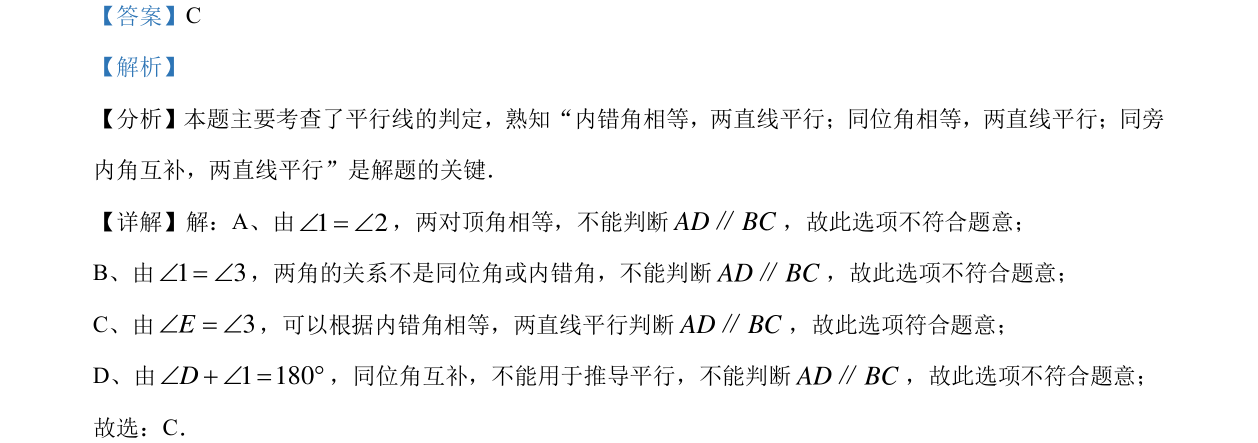 【答案】C
【解析】
【分析】本题主要考查了平行线的判定，熟知“内错角相等，两直线平行；同位角相等，两直线平行；同旁
内角互补，两直线平行”是解题的关键．
【详解】解：A、由∠1=∠2，两对顶角相等，不能判断AD∥BC，故此选项不符合题意；
B、由∠1=∠3，两角的关系不是同位角或内错角，不能判断AD∥BC，故此选项不符合题意；
C、由∠E=∠3，可以根据内错角相等，两直线平行判断AD∥BC，故此选项符合题意；
D、由∠D+∠1=180°，同位角互补，不能用于推导平行，不能判断AD∥BC，故此选项不符合题意；
故选：C．